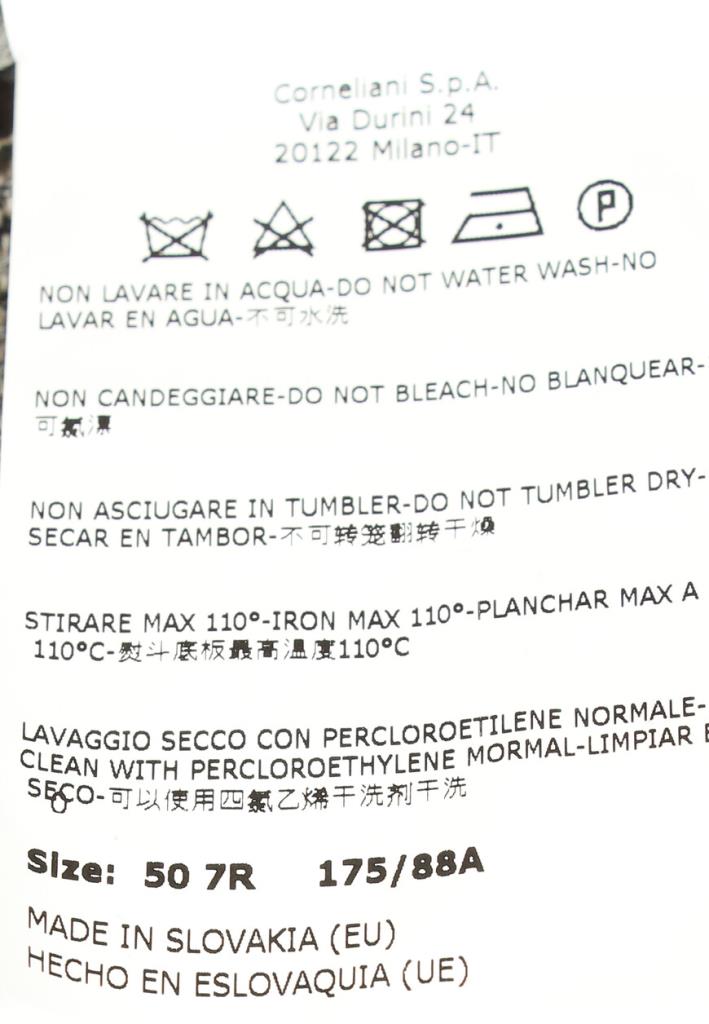 Corneliani S.p.A.
Via Durini 24
20122 Milano-IT
P
NON LAVARE IN ACQUA-DO NOT WATER WASH-NO
LAVAR EN AGUA-不可水洗
NON CANDEGGIARE-DO NOT BLEACH-NO BLANQUEAR-
可氯漂
NON ASCIUGARE IN TUMBLER-DO NOT TUMBLER DRY-
SECAR EN TAMBOR-不可转笼翻转干燥
STIRARE MAX 110°-IRON MAX 110°-PLANCHAR MAX A
110°C-熨斗底板最高温度110°C
LAVAGGIO SECCO CON PERCLOROETILENE NORMALE-
CLEAN WITH PERCLOROETHYLENE MORMAL-LIMPIAR
SECO-可以使用四氯乙烯干洗剂干洗
Size: 50 7R 175/88A
MADE IN SLOVAKIA (EU)
HECHO EN ESLOVAQUIA (UE)